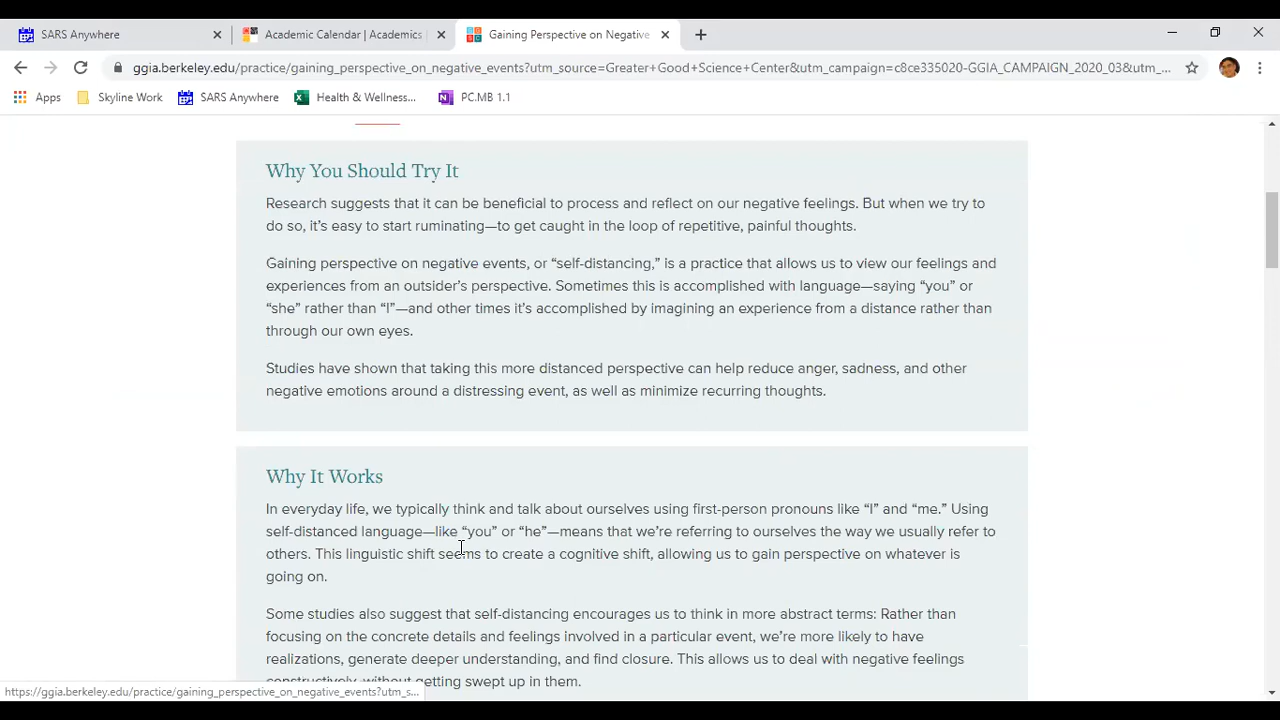 SARS Anywhere
Academic Calendar | Academics
Gaining Perspective on Negative
ggia.berkeley.edu/practice/gaining_perspective_on_negative_events?utm_source=Greater+Good+Science+Center&utm_campaign=c8ce335020-GGIA_CAMPAIGN_2020_03&utm_...
Apps
Skyline Work
SARS Anywhere
Health & Wellness...
PC.MB 1.1
Why You Should Try It
Research suggests that it can be beneficial to process and reflect on our negative feelings. But when we try to
do so, it’s easy to start ruminating—to get caught in the loop of repetitive, painful thoughts.
Gaining perspective on negative events, or “self-distancing,” is a practice that allows us to view our feelings and
experiences from an outsider’s perspective. Sometimes this is accomplished with language—saying “you” or
“she” rather than “I”—and other times it’s accomplished by imagining an experience from a distance rather than
through our own eyes.
Studies have shown that taking this more distanced perspective can help reduce anger, sadness, and other
negative emotions around a distressing event, as well as minimize recurring thoughts.
Why It Works
In everyday life, we typically think and talk about ourselves using first-person pronouns like “I” and “me.” Using
self-distanced language—like “you” or “he”—means that we’re referring to ourselves the way we usually refer to
others. This linguistic shift seems to create a cognitive shift, allowing us to gain perspective on whatever is
going on.
Some studies also suggest that self-distancing encourages us to think in more abstract terms: Rather than
focusing on the concrete details and feelings involved in a particular event, we’re more likely to have
realizations, generate deeper understanding, and find closure. This allows us to deal with negative feelings
constructively, without getting swept up in them.
https://ggia.berkeley.edu/practice/gaining_perspective_on_negative_events?utm_s...